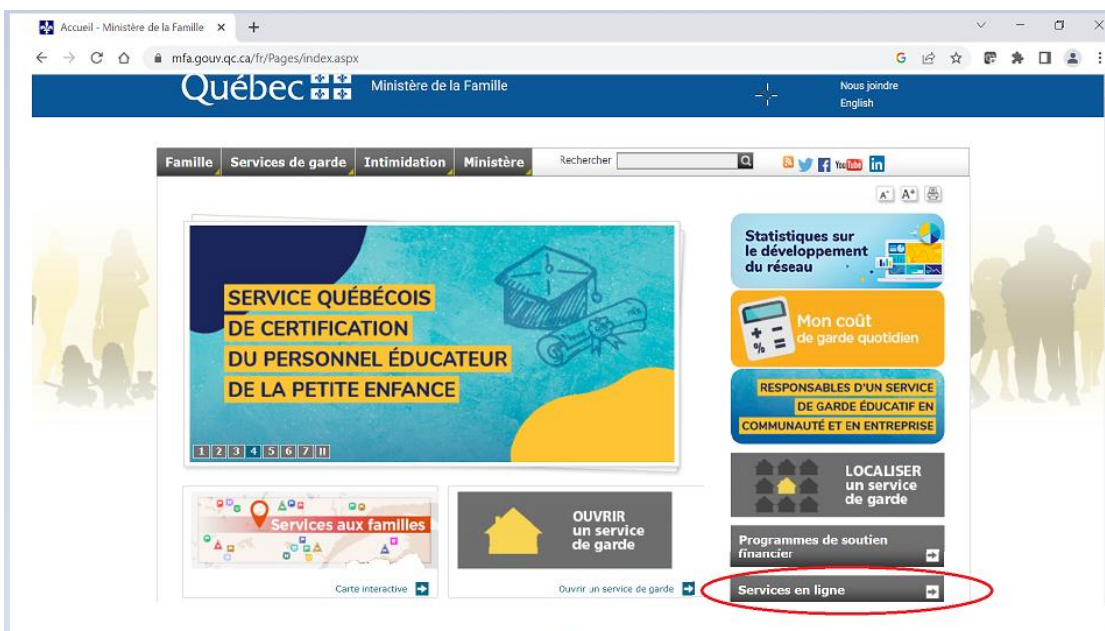 Accueil - Ministère de la Famille
mfa.gouv.qc.ca/fr/Pages/index.aspx
Québec
Ministère de la Famille
Nous joindre
English
Famille
Services de garde
Intimidation
Ministère
Rechercher
You Tube
in
A-
A+
SERVICE QUÉBÉCOIS
DE CERTIFICATION
DU PERSONNEL ÉDUCATEUR
DE LA PETITE ENFANCE
1 2 3 4 5 6 7
Statistiques sur
le développement
du réseau
Mon coût
de garde quotidien
RESPONSABLES D'UN SERVICE
DE GARDE ÉDUCATIF EN
COMMUNAUTÉ ET EN ENTREPRISE
LOCALISER
un service
de garde
Services aux familles
Carte interactive
OUVRIR
un service
de garde
Ouvrir un service de garde
Programmes de soutien
financier
Services en ligne